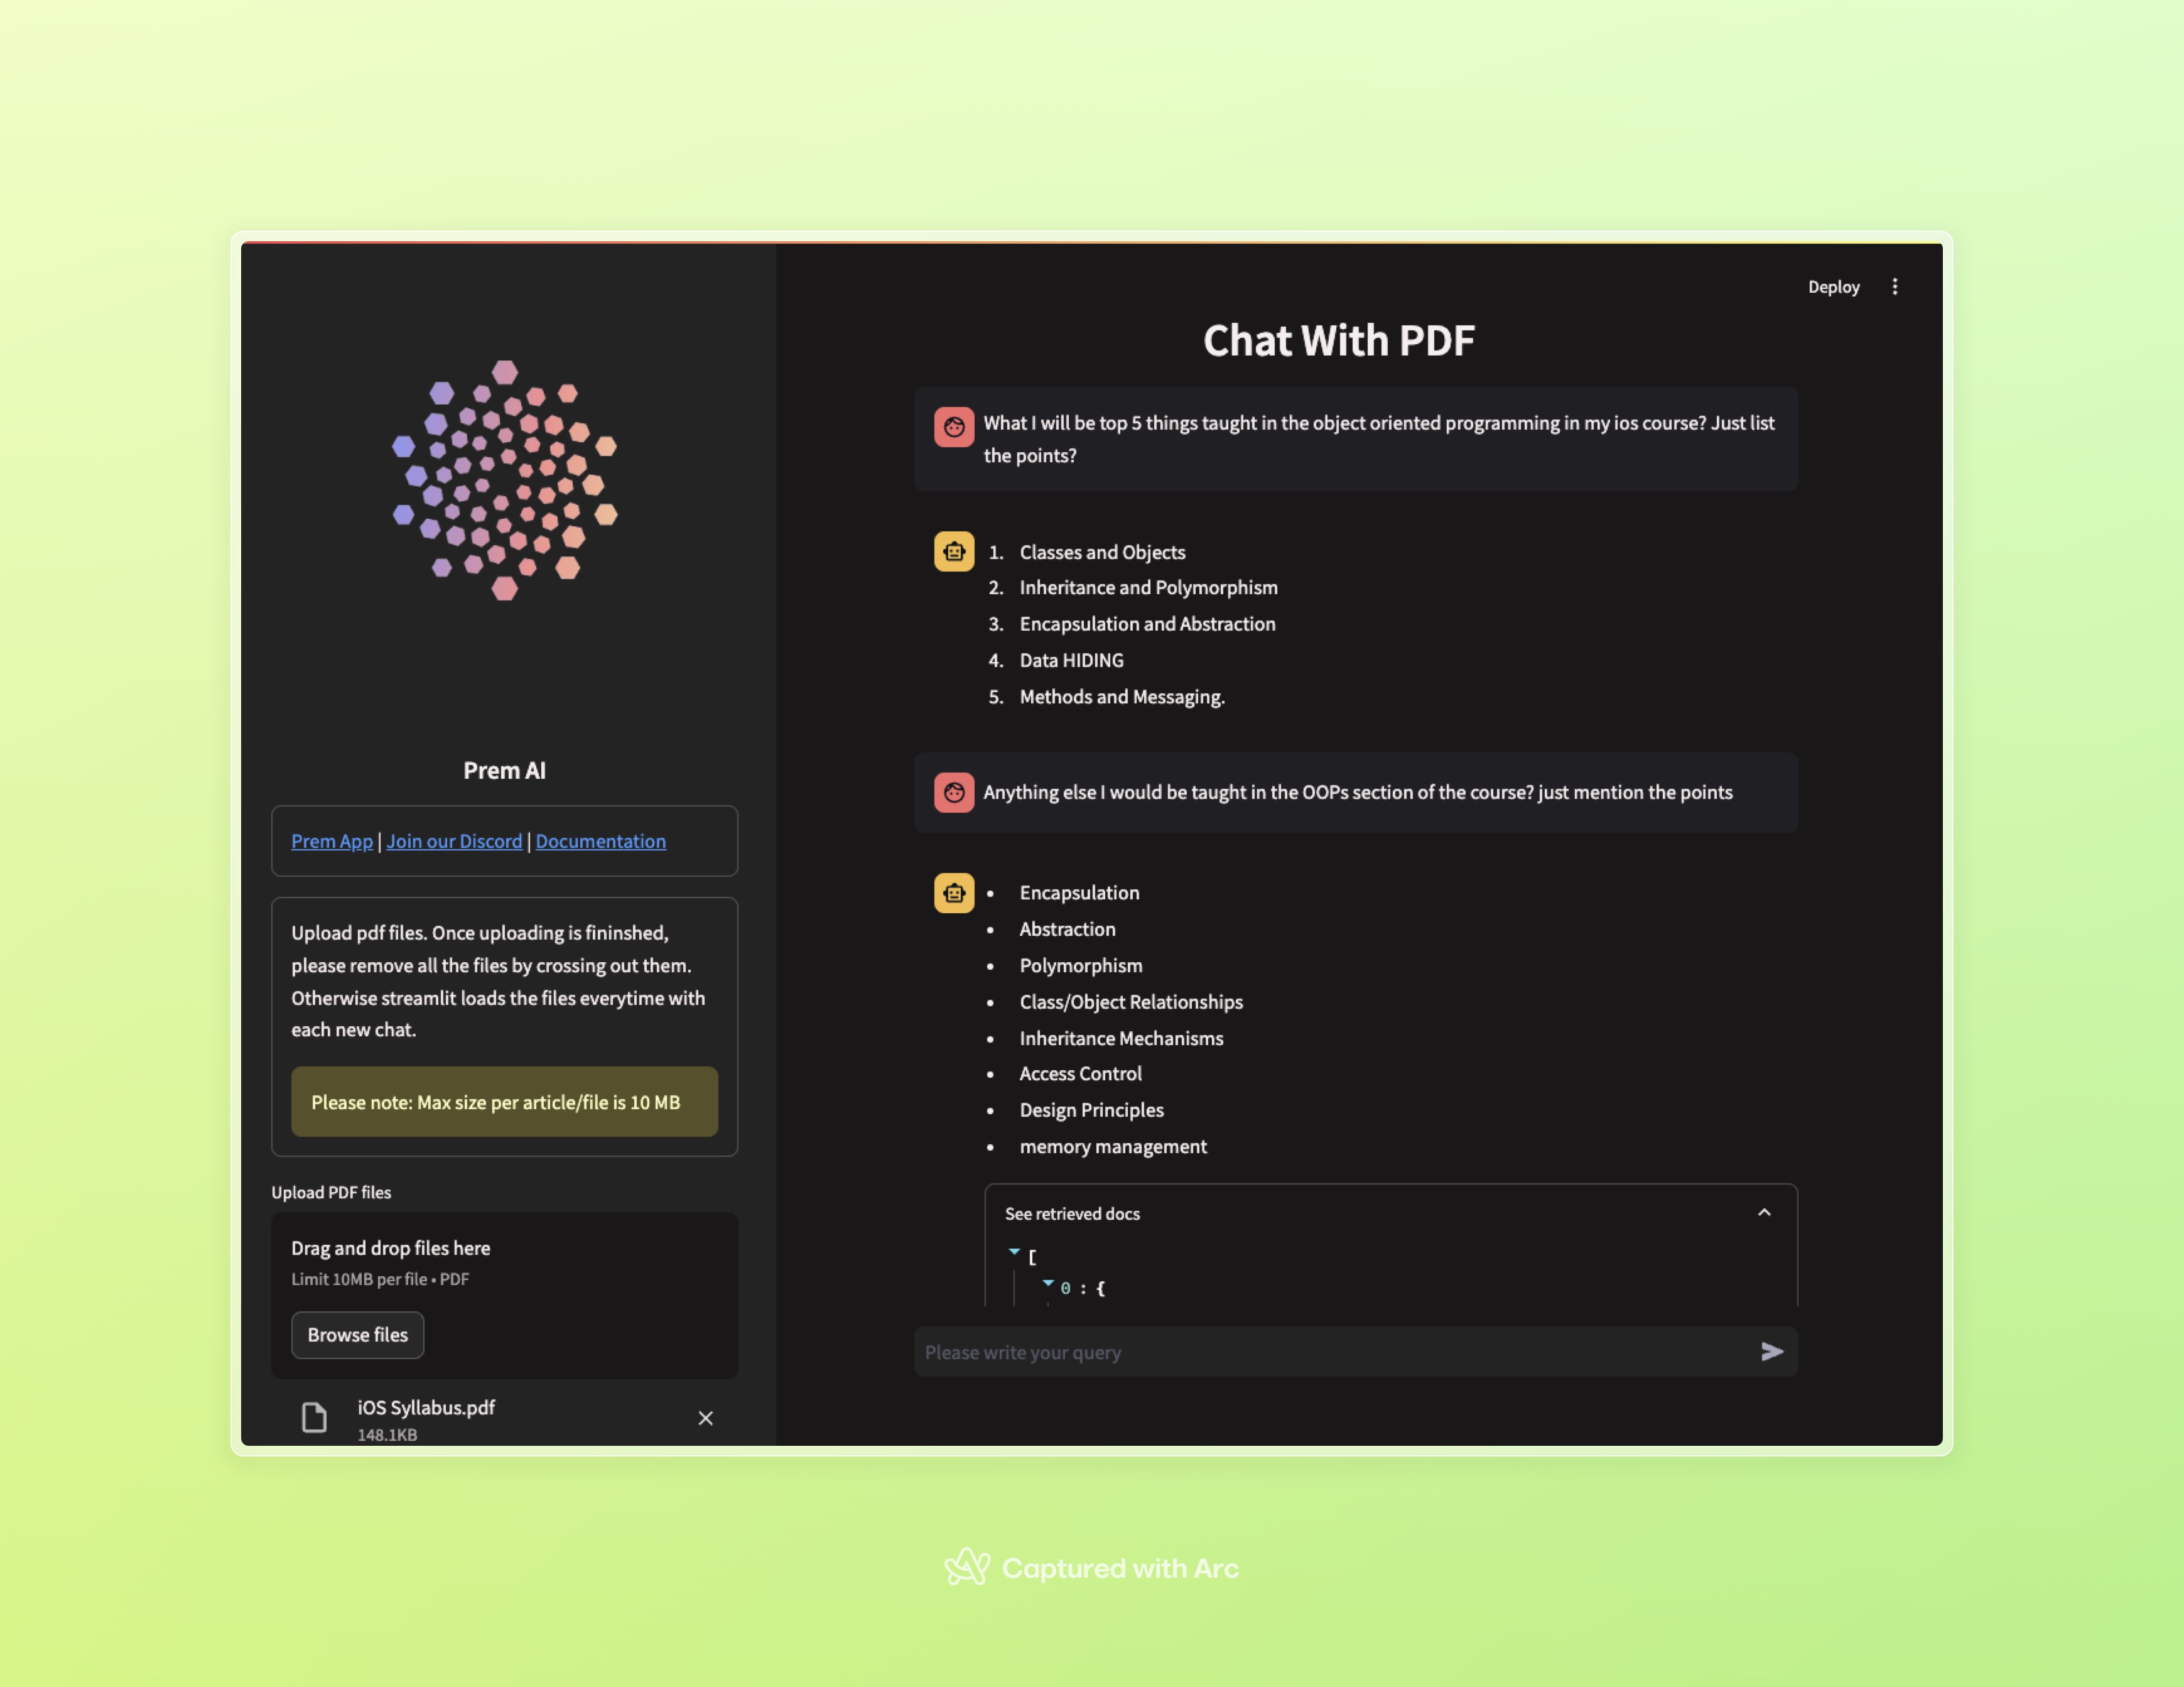 Deploy
Chat With PDF
What I will be top 5 things taught in the object oriented programming in my ios course? Just list
the points?
1. Classes and Objects
2. Inheritance and Polymorphism
3. Encapsulation and Abstraction
4. Data HIDING
5. Methods and Messaging.
Anything else I would be taught in the OOPs section of the course? just mention the points
• Encapsulation
• Abstraction
• Polymorphism
• Class/Object Relationships
• Inheritance Mechanisms
• Access Control
• Design Principles
• memory management
See retrieved docs
[
0 : {
Please write your query
Prem AI
Prem App | Join our Discord | Documentation
Upload pdf files. Once uploading is fininshed,
please remove all the files by crossing out them.
Otherwise streamlit loads the files everytime with
each new chat.
Please note: Max size per article/file is 10 MB
Upload PDF files
Drag and drop files here
Limit 10MB per file • PDF
Browse files
iOS Syllabus.pdf
148.1KB
Captured with Arc